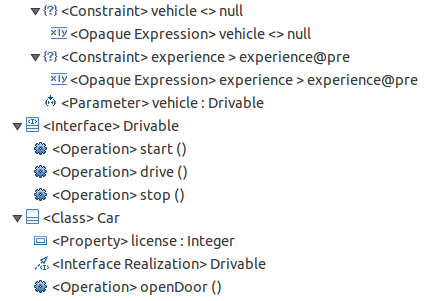 <Constraint> vehicle <> null
<Opaque Expression> vehicle <> null
<Constraint> experience > experience@pre
<Opaque Expression> experience > experience@pre
<Parameter> vehicle : Drivable
<Interface> Drivable
<Operation> start ()
<Operation> drive ()
<Operation> stop ()
<Class> Car
<Property> license : Integer
<Interface Realization> Drivable
<Operation> openDoor ()